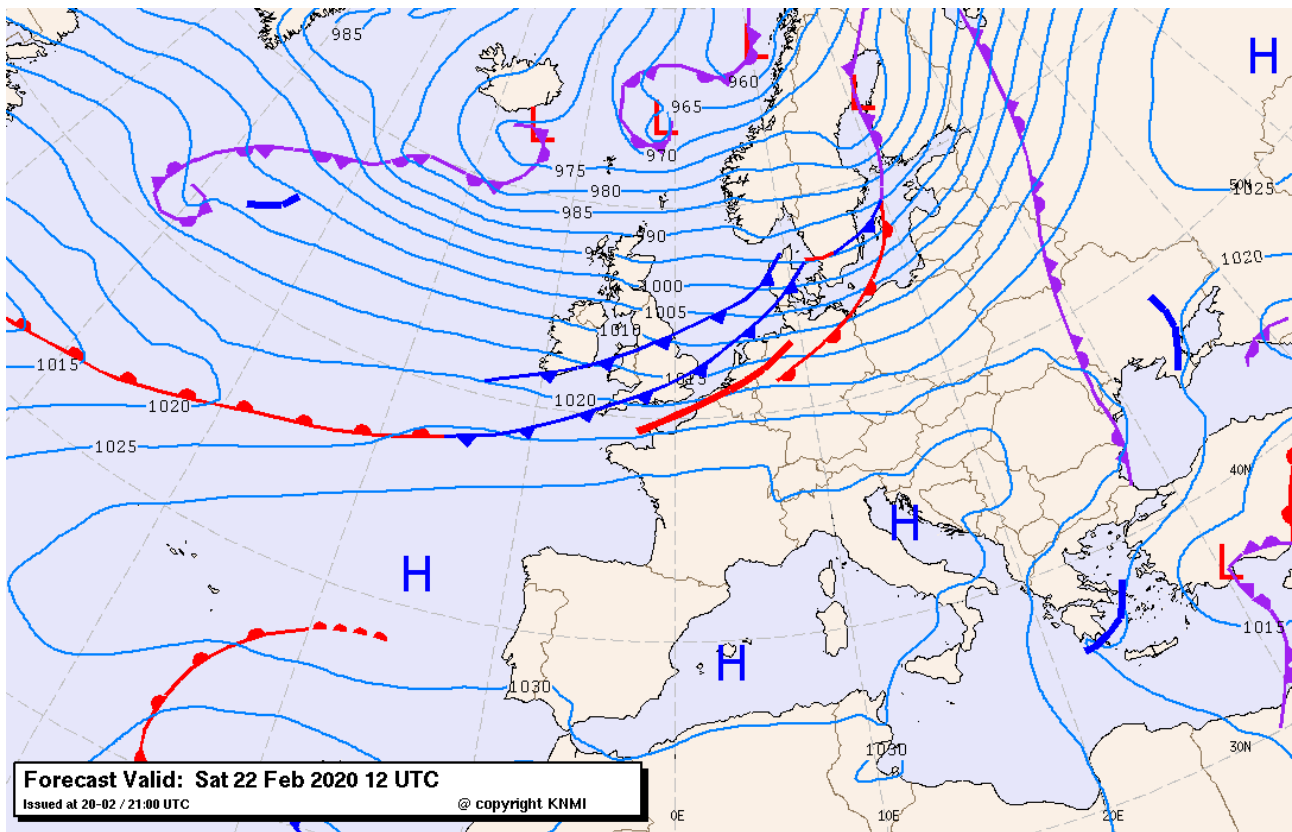 985
H
L
L
960
965
L
L
970
975
980
985
990
995
50N
1025
1020
1000
1005
1010
1015
1015
1020
1020
1025
40N
H
H
L
1015
H
1030
1030
30N
Forecast Valid: Sat 22 Feb 2020 12 UTC
Issued at 20-02 / 21:00 UTC @ copyright KNMI
0E
10E
20E